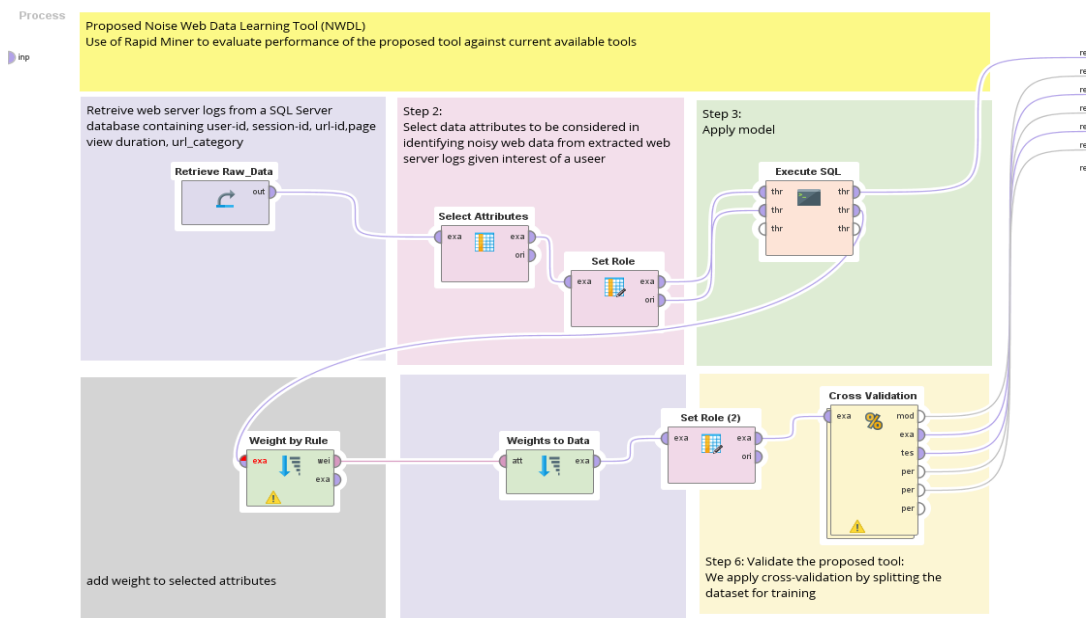 Process
Proposed Noise Web Data Learning Tool (NWDL)
Use of Rapid Miner to evaluate performance of the proposed tool against current available tools
inp
Retreive web server logs from a SQL Server
database containing user-id, session-id, url-id,page
view duration, url_category
Retrieve Raw_Data
out
Step 2:
Select data attributes to be considered in
identifying noisy web data from extracted web
server logs given interest of a useer
Select Attributes
exa exa
ori
Set Role
exa exa
ori
Step 3:
Apply model
Execute SQL
thr thr
thr thr
thr thr
re
re
re
re
re
re
re
Weight by Rule
exa wei
exa
add weight to selected attributes
Weights to Data
att exa
Set Role (2)
exa exa
ori
Cross Validation
exa mod
exa
tes
per
per
per
Step 6: Validate the proposed tool:
We apply cross-validation by splitting the
dataset for training